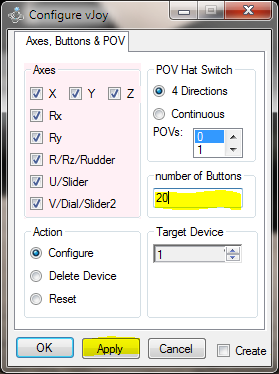 Configure vJoy
Axes, Buttons & POV
Axes
X Y Z
Rx
Ry
R/Rz/Rudder
U/Slider
V/Dial/Slider2
POV Hat Switch
4 Directions
Continuous
POVs: 0
1
number of Buttons
20
Action
Configure
Delete Device
Reset
Target Device
1
OK Apply Cancel Create